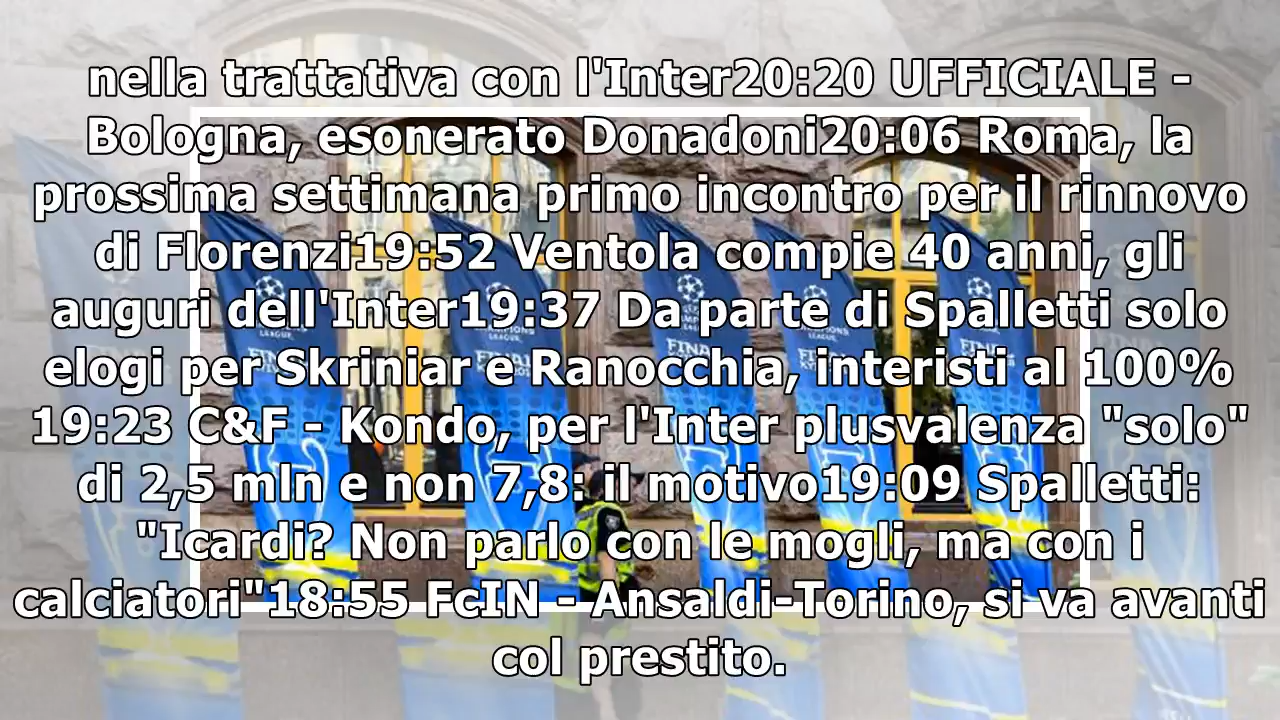 nella trattativa con l'Inter20:20 UFFICIALE -
Bologna, esonerato Donadoni20:06 Roma, la
prossima settimana primo incontro per il rinnovo
di Florenzi19:52 Ventola compie 40 anni, gli
auguri dell'Inter19:37 Da parte di Spalletti solo
elogi per Skriniar e Ranocchia, interisti al 100%
19:23 C&F - Kondo, per l'Inter plusvalenza "solo"
di 2,5 mln e non 7,8: il motivo19:09 Spalletti:
"Icardi? Non parlo con le mogli, ma con i
calciatori"18:55 FcIN - Ansaldi-Torino, si va avanti
col prestito.